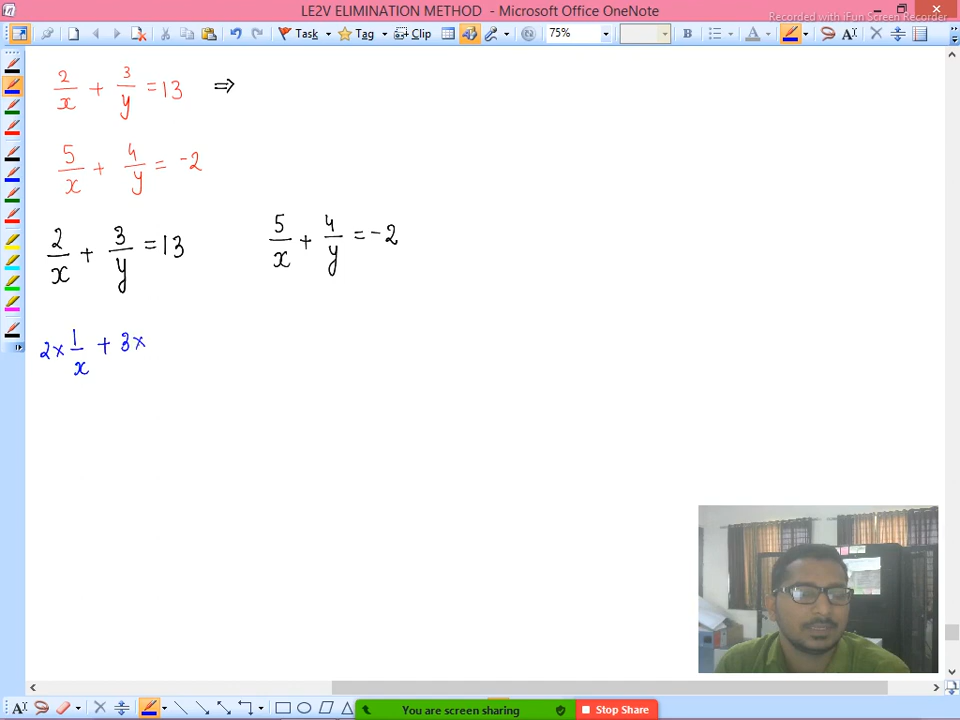 LE2V ELIMINATION METHOD - Microsoft Office OneNote
Recorded with iFun Screen Recorder
Task Tag Clip 75% B A
2/x + 3/y = 13 ⇒
5/x + 4/y = -2
2/x + 3/y = 13 5/x + 4/y = -2
2× 1/x + 3×
You are screen sharing Stop Share